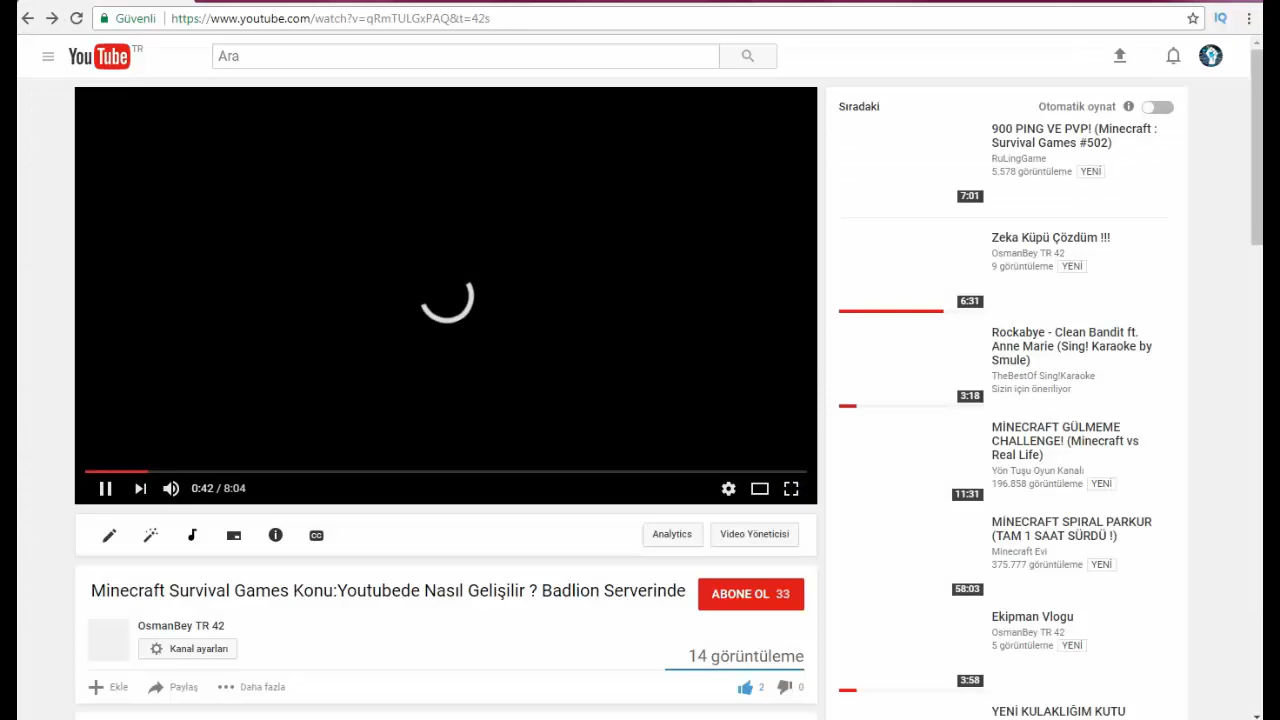 Güvenli
https://www.youtube.com/watch?v=qRmTULGxPAQ&t=42s
IQ
YouTube TR
Ara
Sıradaki
Otomatik oynat
900 PING VE PVP! (Minecraft :
Survival Games #502)
RuLingGame
5.578 görüntüleme YENİ
7:01
Zeka Küpü Çözdüm !!!
OsmanBey TR 42
9 görüntüleme YENİ
6:31
Rockabye - Clean Bandit ft.
Anne Marie (Sing! Karaoke by
Smule)
TheBestOf Sing!Karaoke
Sizin için öneriliyor
3:18
MİNECRAFT GÜLMEME
CHALLENGE! (Minecraft vs
Real Life)
Yön Tuşu Oyun Kanalı
196.858 görüntüleme YENİ
11:31
MİNECRAFT SPIRAL PARKUR
(TAM 1 SAAT SÜRDÜ !)
Minecraft Evi
375.777 görüntüleme YENİ
58:03
Ekipman Vlogu
OsmanBey TR 42
5 görüntüleme YENİ
3:58
YENİ KULAKLIĞIM KUTU
0:42 / 8:04
CC
Analytics
Video Yöneticisi
Minecraft Survival Games Konu:Youtubede Nasıl Gelişilir ? Badlion Serverinde
ABONE OL 33
OsmanBey TR 42
Kanal ayarları
14 görüntüleme
Ekle
Paylaş
Daha fazla
2
0